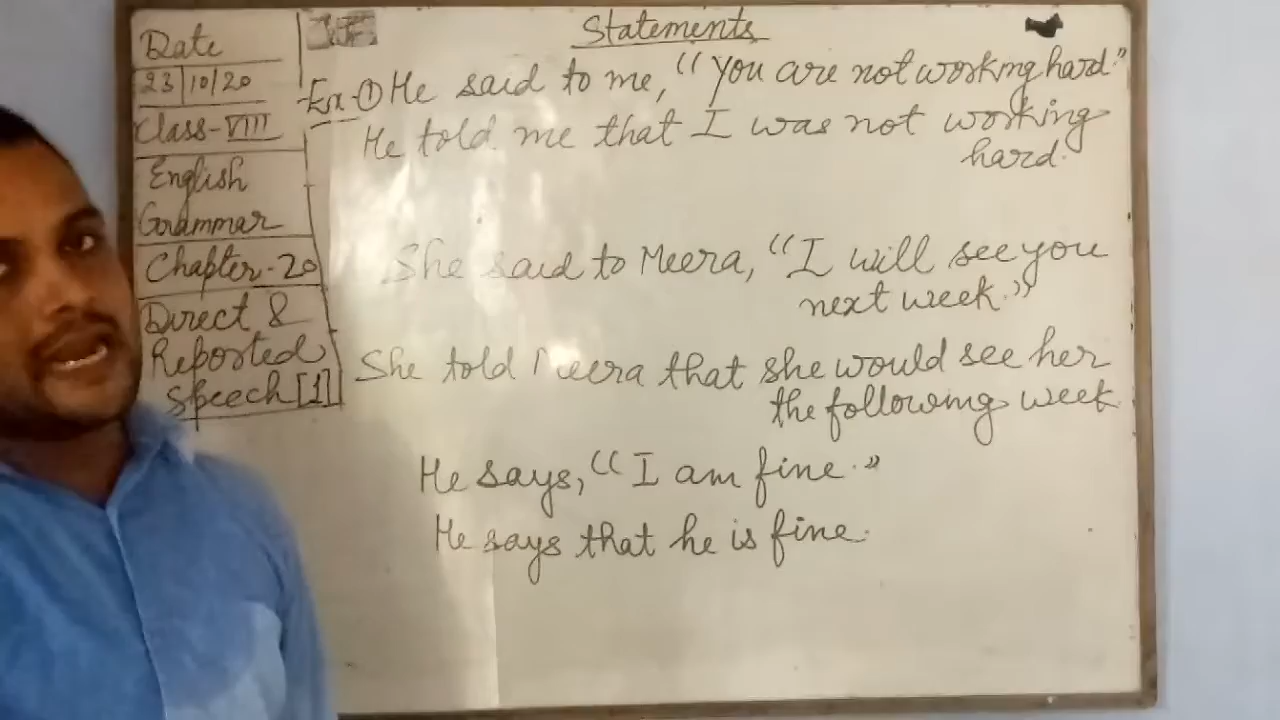 Date
23/10/20
Class-VIII
English
Grammar
Chapter-20
Direct &
Reported
Speech [1]
Statements
Ex-① He said to me, "You are not working hard."
He told me that I was not working
hard.
She said to Meera, "I will see you
next week."
She told Meera that she would see her
the following week
He says, "I am fine."
He says that he is fine.